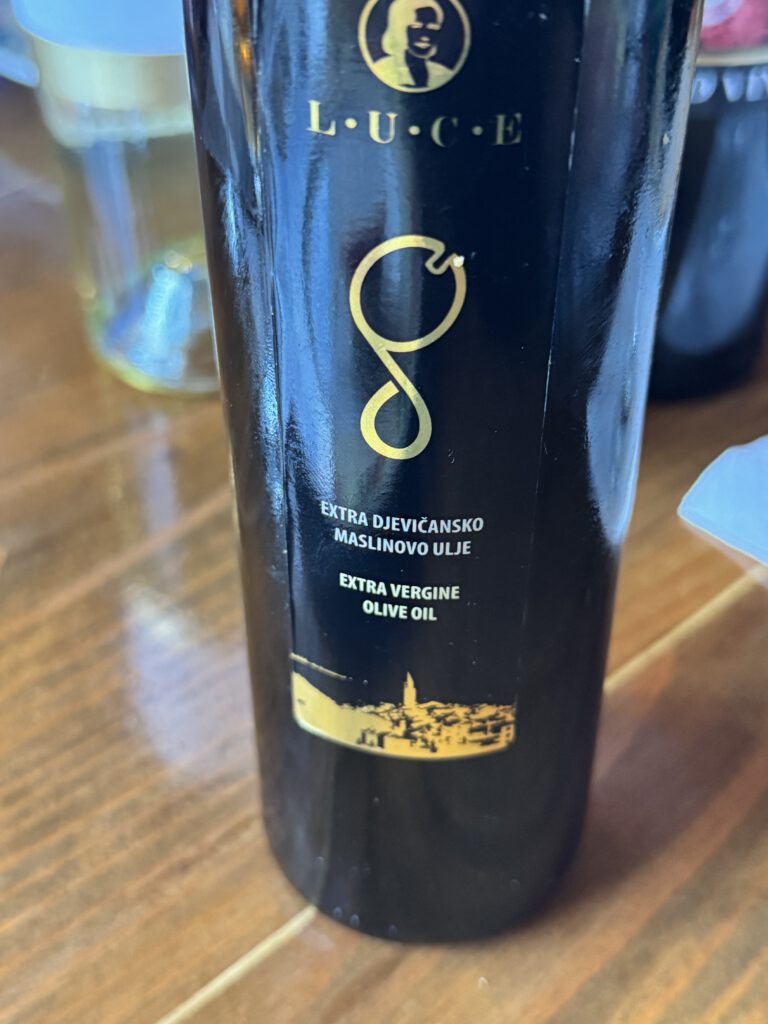 L·U·C·E
EXTRA DJEVIČANSKO
MASLINOVO ULJE
EXTRA VERGINE
OLIVE OIL